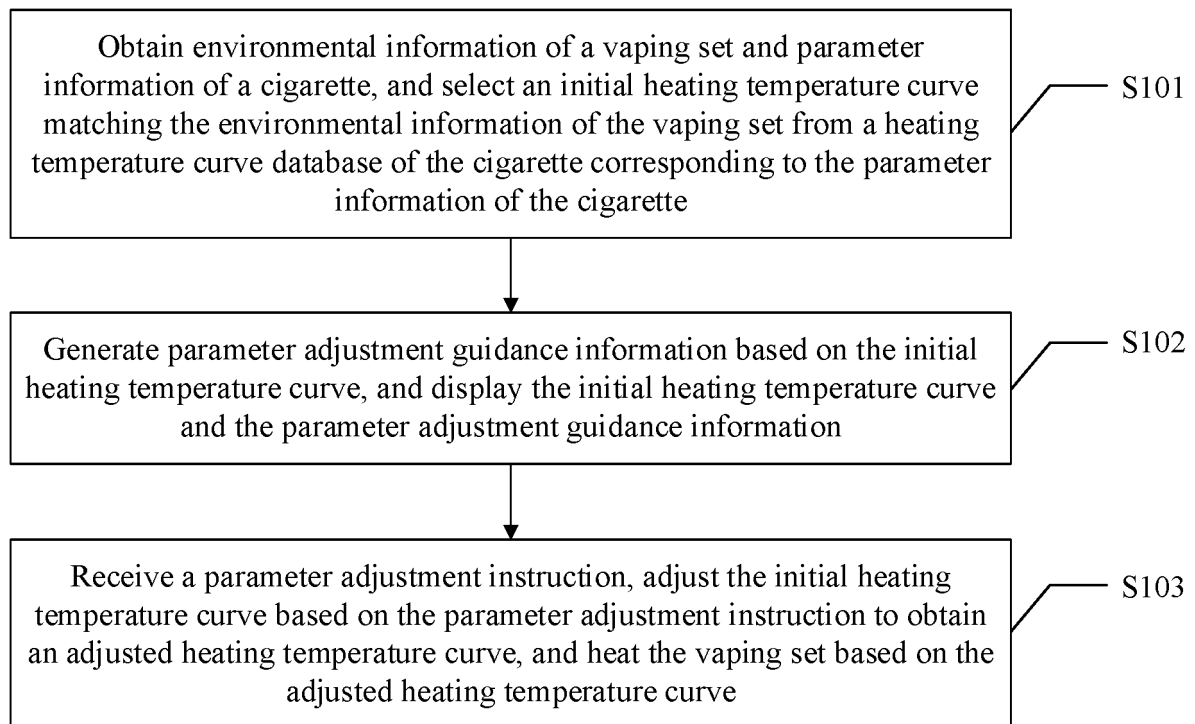 Obtain environmental information of a vaping set and parameter
information of a cigarette, and select an initial heating temperature curve
matching the environmental information of the vaping set from a heating
temperature curve database of the cigarette corresponding to the parameter
information of the cigarette
S101
Generate parameter adjustment guidance information based on the initial
heating temperature curve, and display the initial heating temperature curve
and the parameter adjustment guidance information
S102
Receive a parameter adjustment instruction, adjust the initial heating
temperature curve based on the parameter adjustment instruction to obtain
an adjusted heating temperature curve, and heat the vaping set based on the
adjusted heating temperature curve
S103